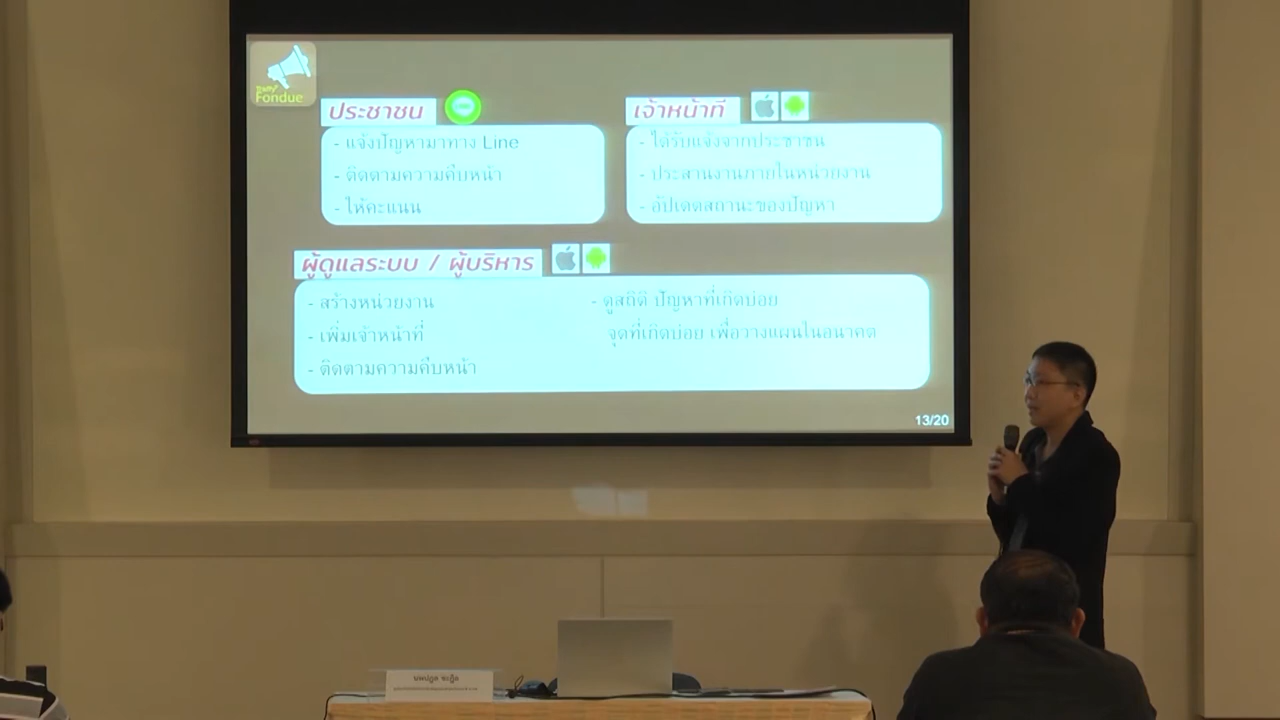 Traffy
Fondue
ประชาชน
- แจ้งปัญหามาทาง Line
- ติดตามความคืบหน้า
- ให้คะแนน
เจ้าหน้าที่
- ได้รับแจ้งจากประชาชน
- ประสานงานภายในหน่วยงาน
- อัปเดตสถานะของปัญหา
ผู้ดูแลระบบ / ผู้บริหาร
- สร้างหน่วยงาน
- เพิ่มเจ้าหน้าที่
- ติดตามความคืบหน้า
- ดูสถิติ ปัญหาที่เกิดบ่อย
จุดที่เกิดบ่อย เพื่อวางแผนในอนาคต
13/20